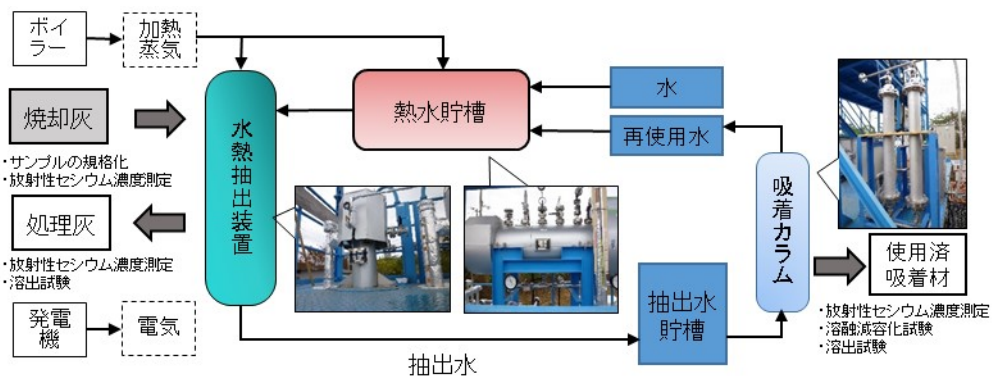 ボイ
ラー
加熱
蒸気
焼却灰
・サンプルの規格化
・放射性セシウム濃度測定
処理灰
・放射性セシウム濃度測定
・溶出試験
発電
機
電気
水熱抽出装置
熱水貯槽
水
再使用水
吸着カラム
抽出水
貯槽
抽出水
使用済
吸着材
・放射性セシウム濃度測定
・溶融減容化試験
・溶出試験